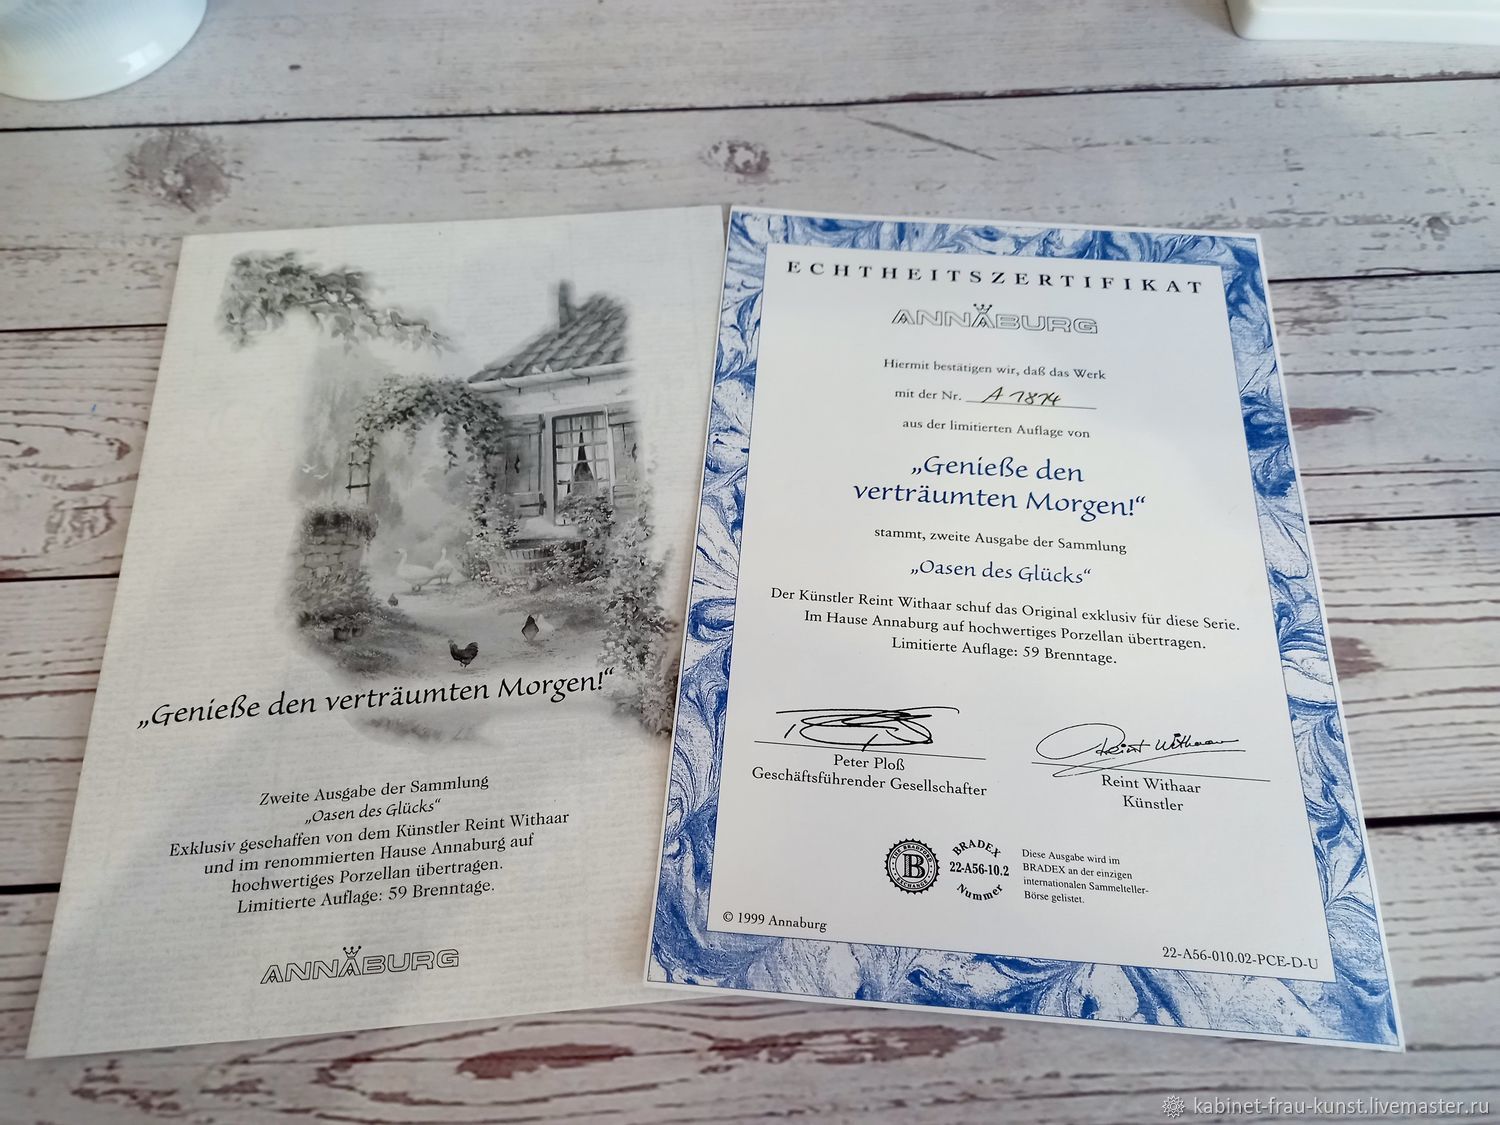 „Genieße den verträumten Morgen!“
Zweite Ausgabe der Sammlung
„Oasen des Glücks“
Exklusiv geschaffen von dem Künstler Reint Withaar
und im renommierten Hause Annaburg auf
hochwertiges Porzellan übertragen.
Limitierte Auflage: 59 Brenntage.
ANNABURG
ECHTHEITSZERTIFIKAT
ANNABURG
Hiermit bestätigen wir, daß das Werk
mit der Nr. A 1814
aus der limitierten Auflage von
„Genieße den
verträumten Morgen!“
stammt, zweite Ausgabe der Sammlung
„Oasen des Glücks“
Der Künstler Reint Withaar schuf das Original exklusiv für diese Serie.
Im Hause Annaburg auf hochwertiges Porzellan übertragen.
Limitierte Auflage: 59 Brenntage.
Peter Ploß
Geschäftsführender Gesellschafter
Reint Withaar
Reint Withaar
Künstler
THE BRADFORD EXCHANGE
B
BRADEX
22-A56-10.2
Nummer
Diese Ausgabe wird im
BRADEX an der einzigen
internationalen Sammelteller-
Börse gelistet.
© 1999 Annaburg
22-A56-010.02-PCE-D-U
kabinet-frau-kunst.livemaster.ru